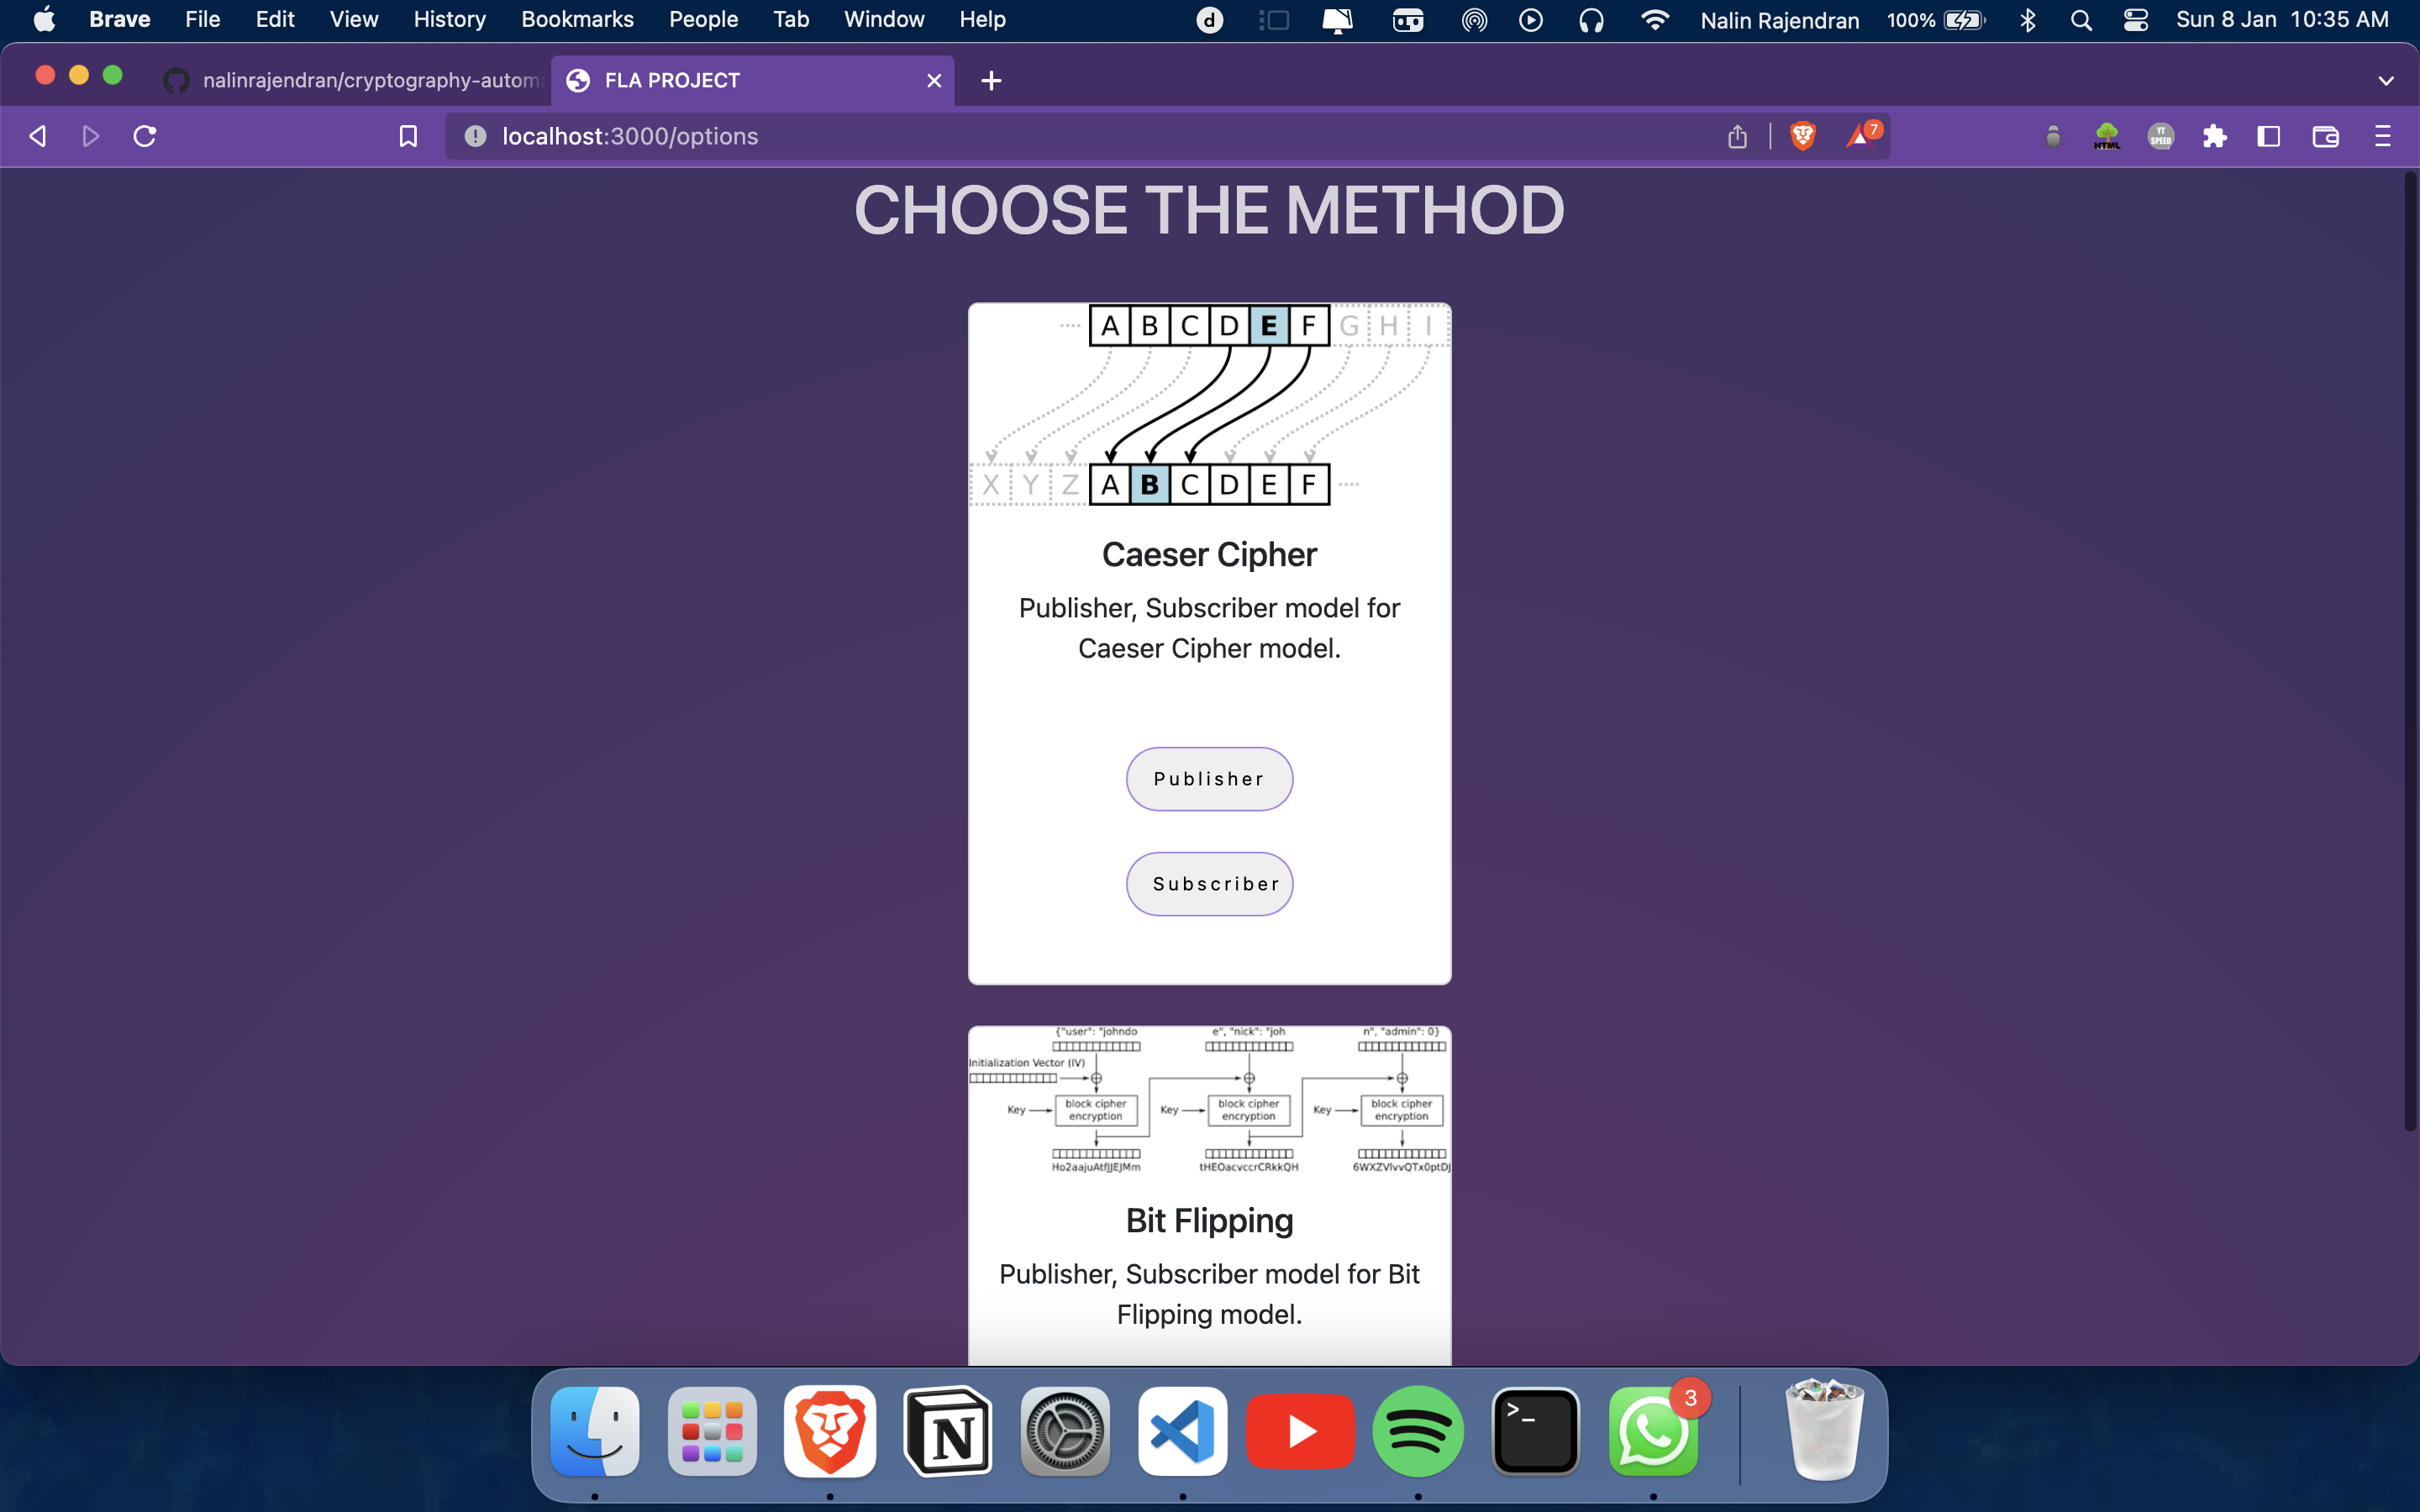 Brave File Edit View History Bookmarks People Tab Window Help d Nalin Rajendran 100% Sun 8 Jan 10:35 AM
nalinrajendran/cryptography-autom FLA PROJECT
localhost:3000/options 7 HTML YT SPEED
CHOOSE THE METHOD
A B C D E F G H I
X Y Z A B C D E F
Caeser Cipher
Publisher, Subscriber model for
Caeser Cipher model.
Publisher
Subscriber
{"user": "johndo e", "nick": "joh n", "admin": 0}
Initialization Vector (IV)
Key block cipher encryption Key block cipher encryption Key block cipher encryption
Ho2aajuAtfJJEJMm tHEOacvccrCRkkQH 6WXZVlvvQTx0ptDJ
Bit Flipping
Publisher, Subscriber model for Bit
Flipping model.
N >_ 3